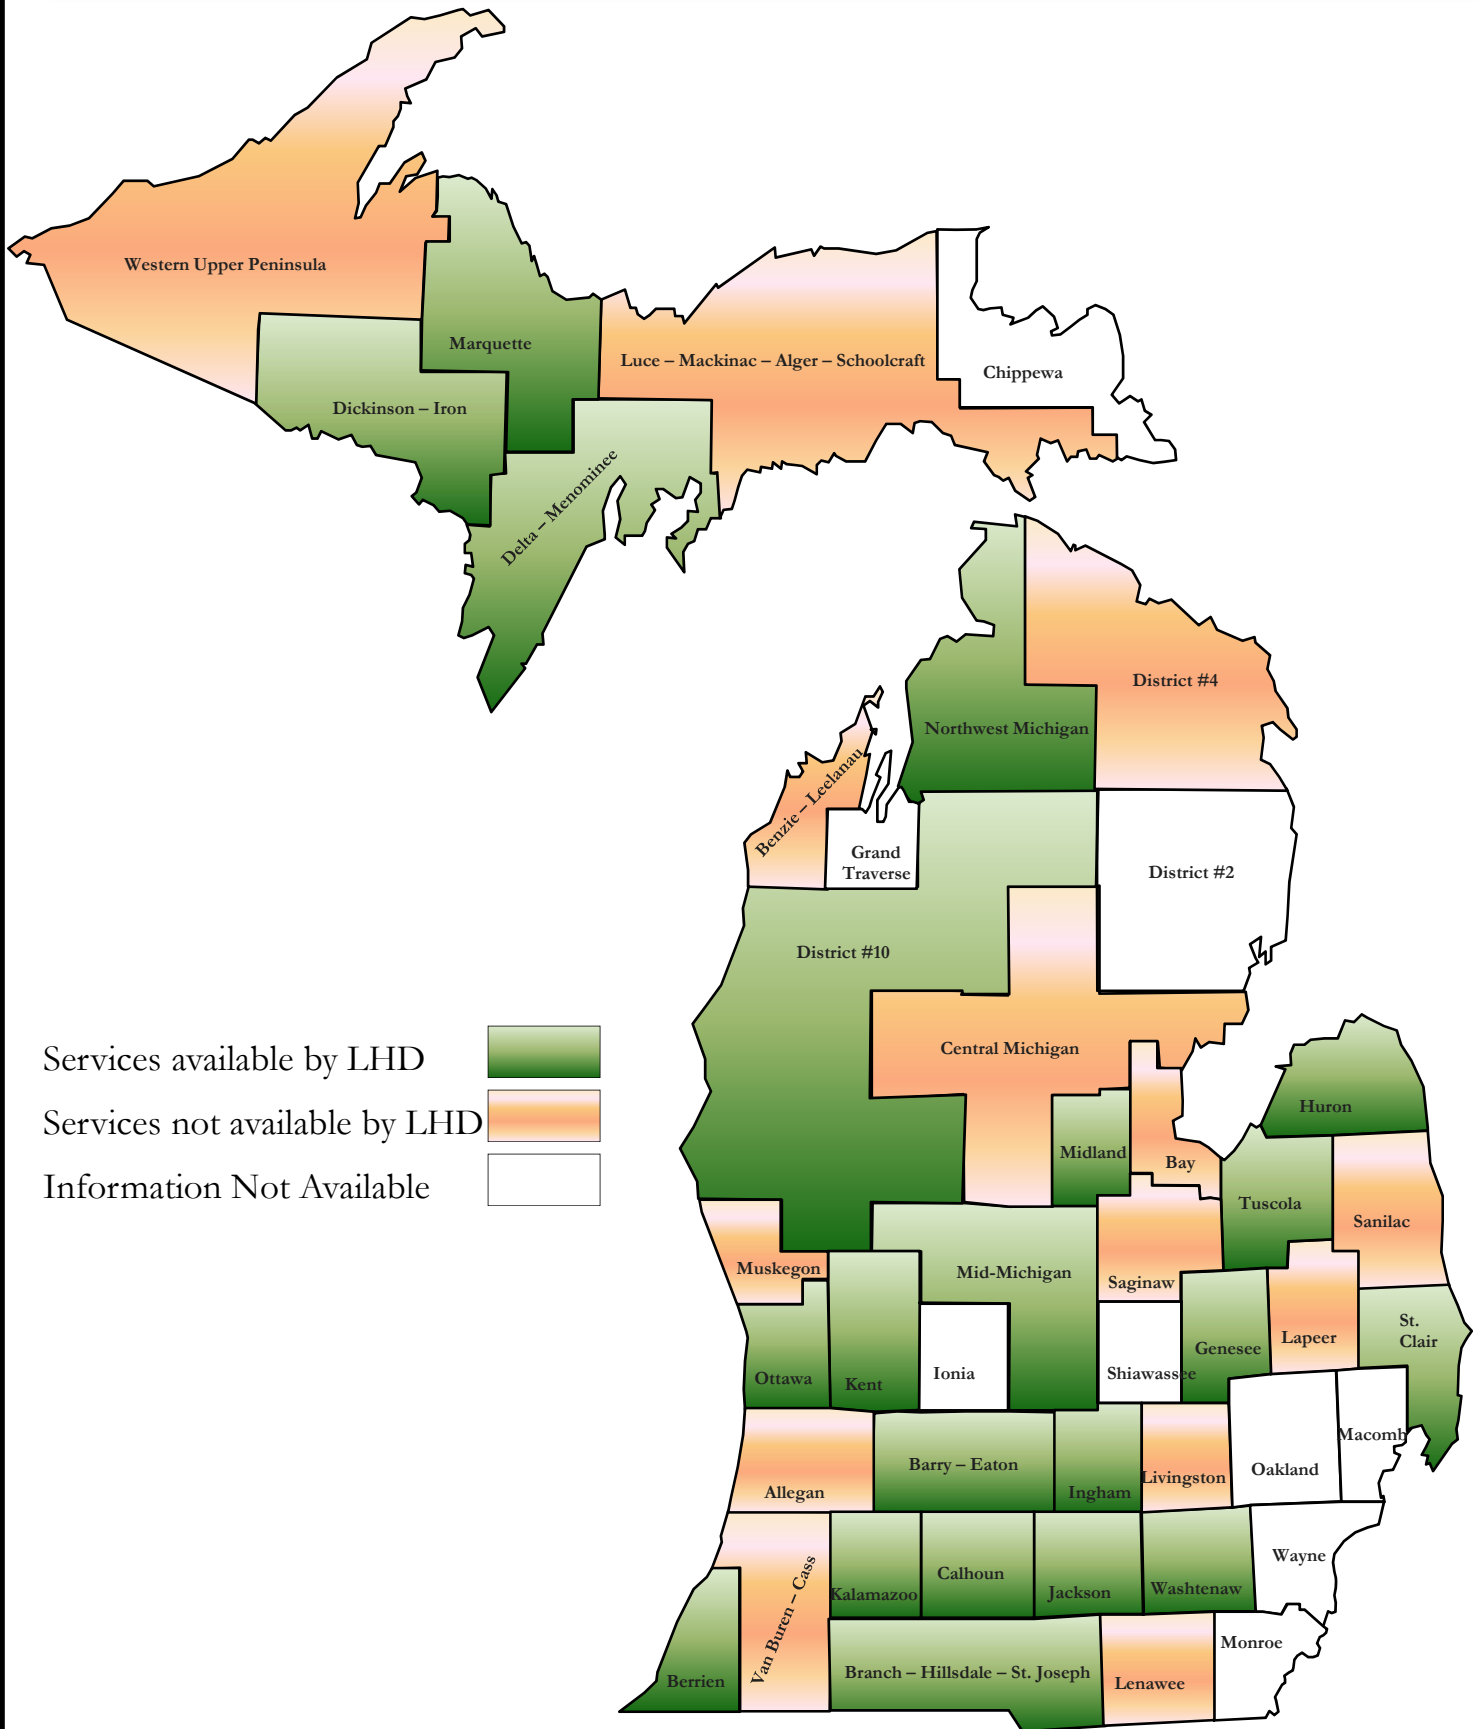 Western Upper Peninsula
Marquette
Luce – Mackinac – Alger – Schoolcraft
Chippewa
Dickinson – Iron
Delta – Menominee
District #4
Northwest Michigan
Benzie – Leelanau
Grand
Traverse
District #2
District #10
Central Michigan
Services available by LHD
Services not available by LHD
Information Not Available
Huron
Midland
Bay
Tuscola
Sanilac
Muskegon
Mid-Michigan
Saginaw
St.
Clair
Lapeer
Genesee
Ottawa
Kent
Ionia
Shiawassee
Macomb
Barry – Eaton
Oakland
Livingston
Allegan
Ingham
Wayne
Van Buren – Cass
Calhoun
Kalamazoo
Jackson
Washtenaw
Monroe
Branch – Hillsdale – St. Joseph
Berrien
Lenawee